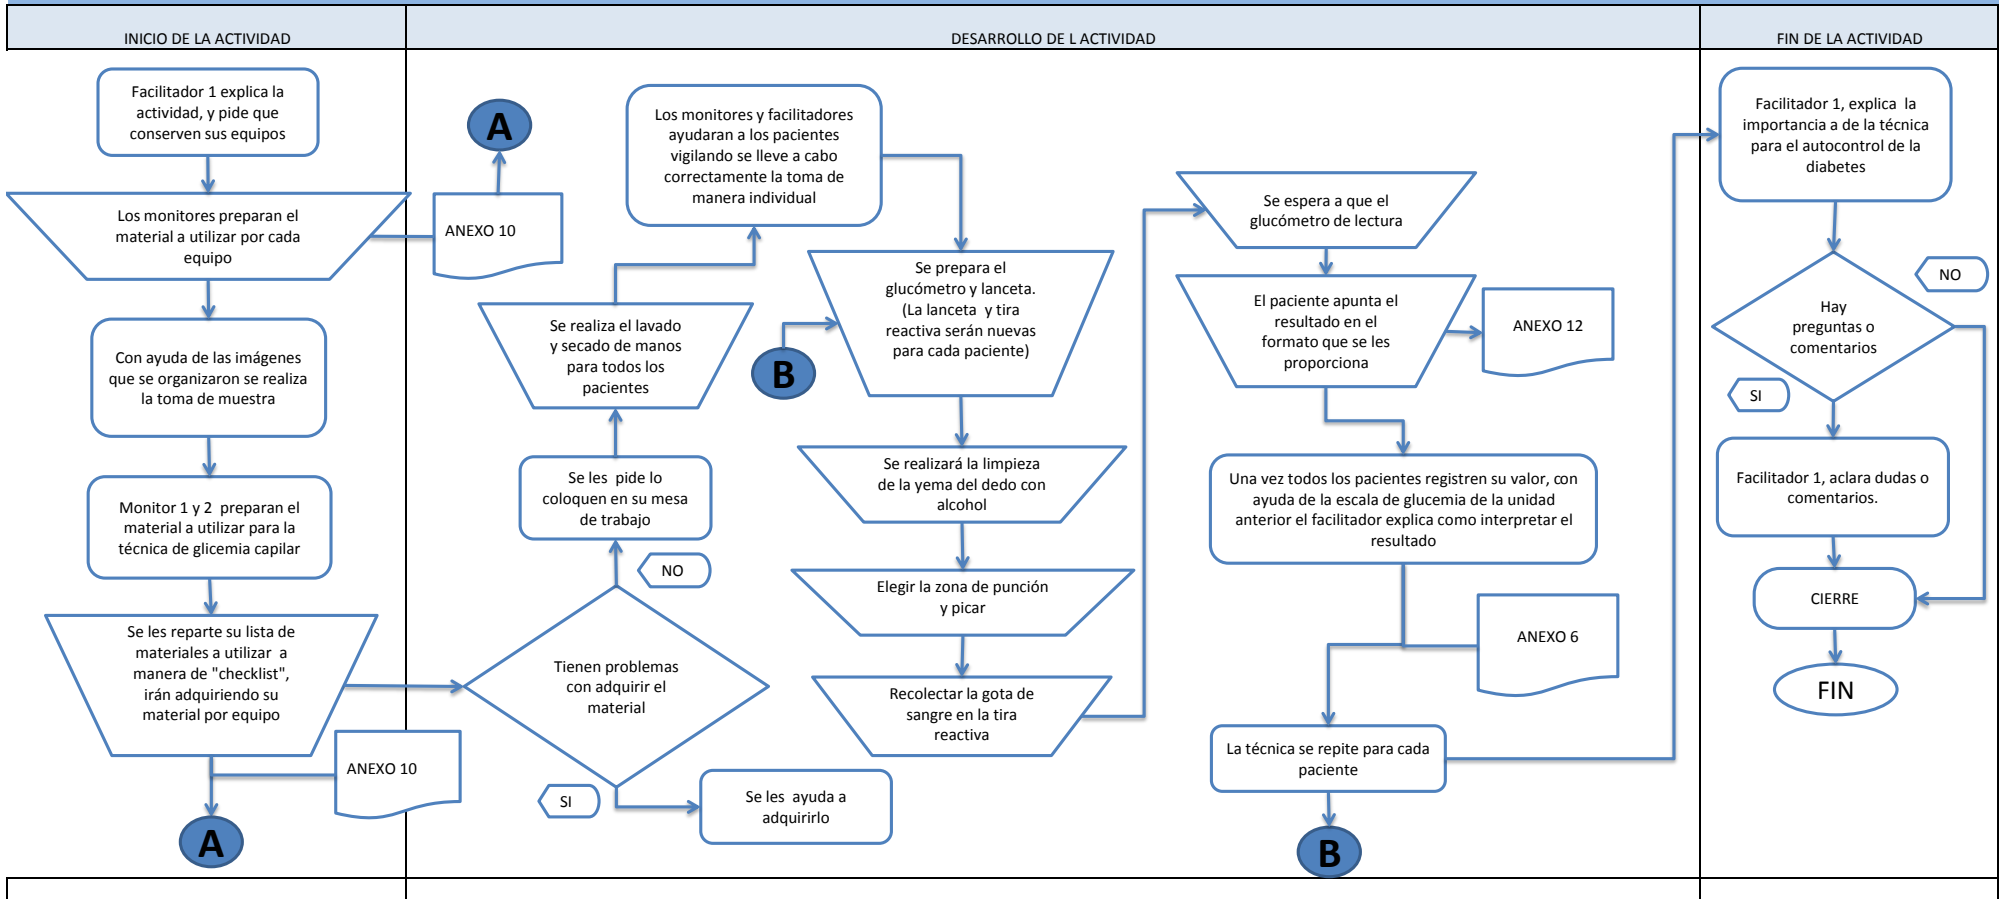 INICIO DE LA ACTIVIDAD
DESARROLLO DE L ACTIVIDAD
FIN DE LA ACTIVIDAD
Facilitador 1 explica la
actividad, y pide que
conserven sus equipos
Los monitores preparan el
material a utilizar por cada
equipo
ANEXO 10
A
Con ayuda de las imágenes
que se organizaron se realiza
la toma de muestra
Monitor 1 y 2 preparan el
material a utilizar para la
técnica de glicemia capilar
Se les reparte su lista de
materiales a utilizar a
manera de "checklist",
irán adquiriendo su
material por equipo
ANEXO 10
A
Tienen problemas
con adquirir el
material
SI
Se les ayuda a
adquirirlo
NO
Se les pide lo
coloquen en su mesa
de trabajo
Se realiza el lavado
y secado de manos
para todos los
pacientes
Los monitores y facilitadores
ayudaran a los pacientes
vigilando se lleve a cabo
correctamente la toma de
manera individual
Se prepara el
glucómetro y lanceta.
(La lanceta y tira
reactiva serán nuevas
para cada paciente)
B
Se realizará la limpieza
de la yema del dedo con
alcohol
Elegir la zona de punción
y picar
Recolectar la gota de
sangre en la tira
reactiva
Se espera a que el
glucómetro de lectura
El paciente apunta el
resultado en el
formato que se les
proporciona
ANEXO 12
Una vez todos los pacientes registren su valor, con
ayuda de la escala de glucemia de la unidad
anterior el facilitador explica como interpretar el
resultado
ANEXO 6
La técnica se repite para cada
paciente
B
Facilitador 1, explica la
importancia a de la técnica
para el autocontrol de la
diabetes
Hay
preguntas o
comentarios
NO
SI
Facilitador 1, aclara dudas o
comentarios.
CIERRE
FIN